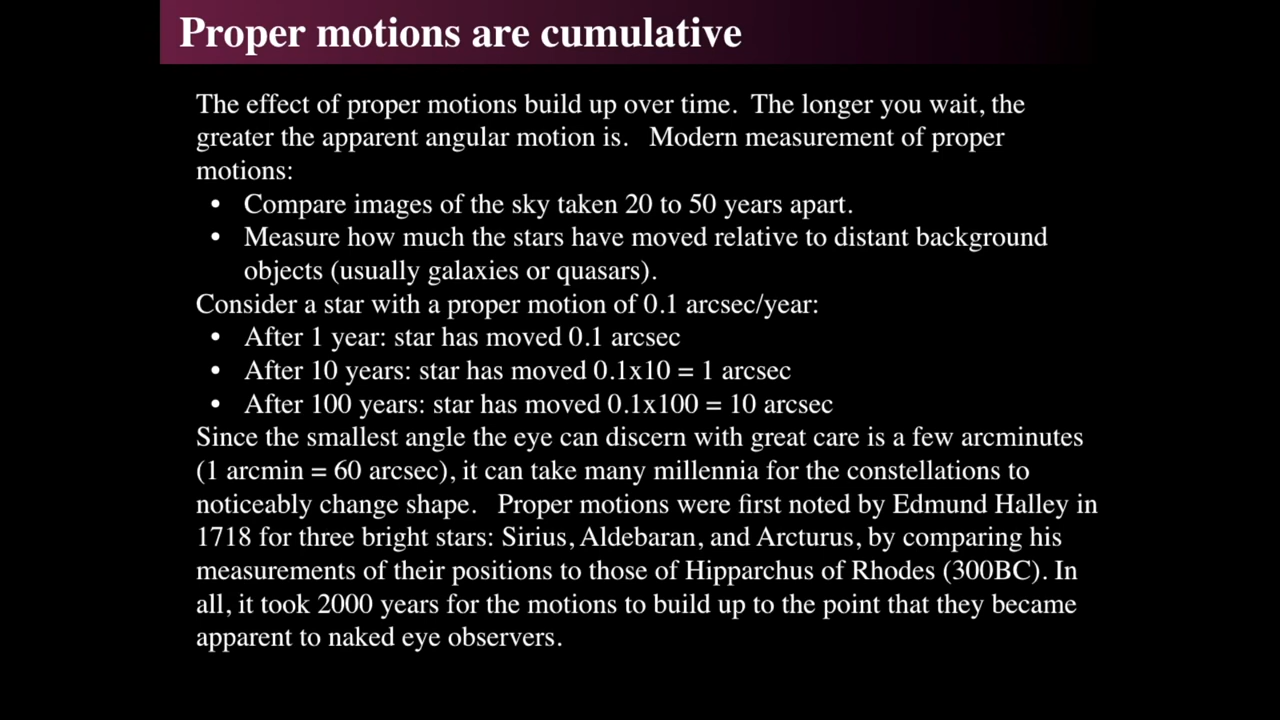 Proper motions are cumulative
The effect of proper motions build up over time. The longer you wait, the
greater the apparent angular motion is. Modern measurement of proper
motions:
• Compare images of the sky taken 20 to 50 years apart.
• Measure how much the stars have moved relative to distant background
objects (usually galaxies or quasars).
Consider a star with a proper motion of 0.1 arcsec/year:
• After 1 year: star has moved 0.1 arcsec
• After 10 years: star has moved 0.1x10 = 1 arcsec
• After 100 years: star has moved 0.1x100 = 10 arcsec
Since the smallest angle the eye can discern with great care is a few arcminutes
(1 arcmin = 60 arcsec), it can take many millennia for the constellations to
noticeably change shape. Proper motions were first noted by Edmund Halley in
1718 for three bright stars: Sirius, Aldebaran, and Arcturus, by comparing his
measurements of their positions to those of Hipparchus of Rhodes (300BC). In
all, it took 2000 years for the motions to build up to the point that they became
apparent to naked eye observers.